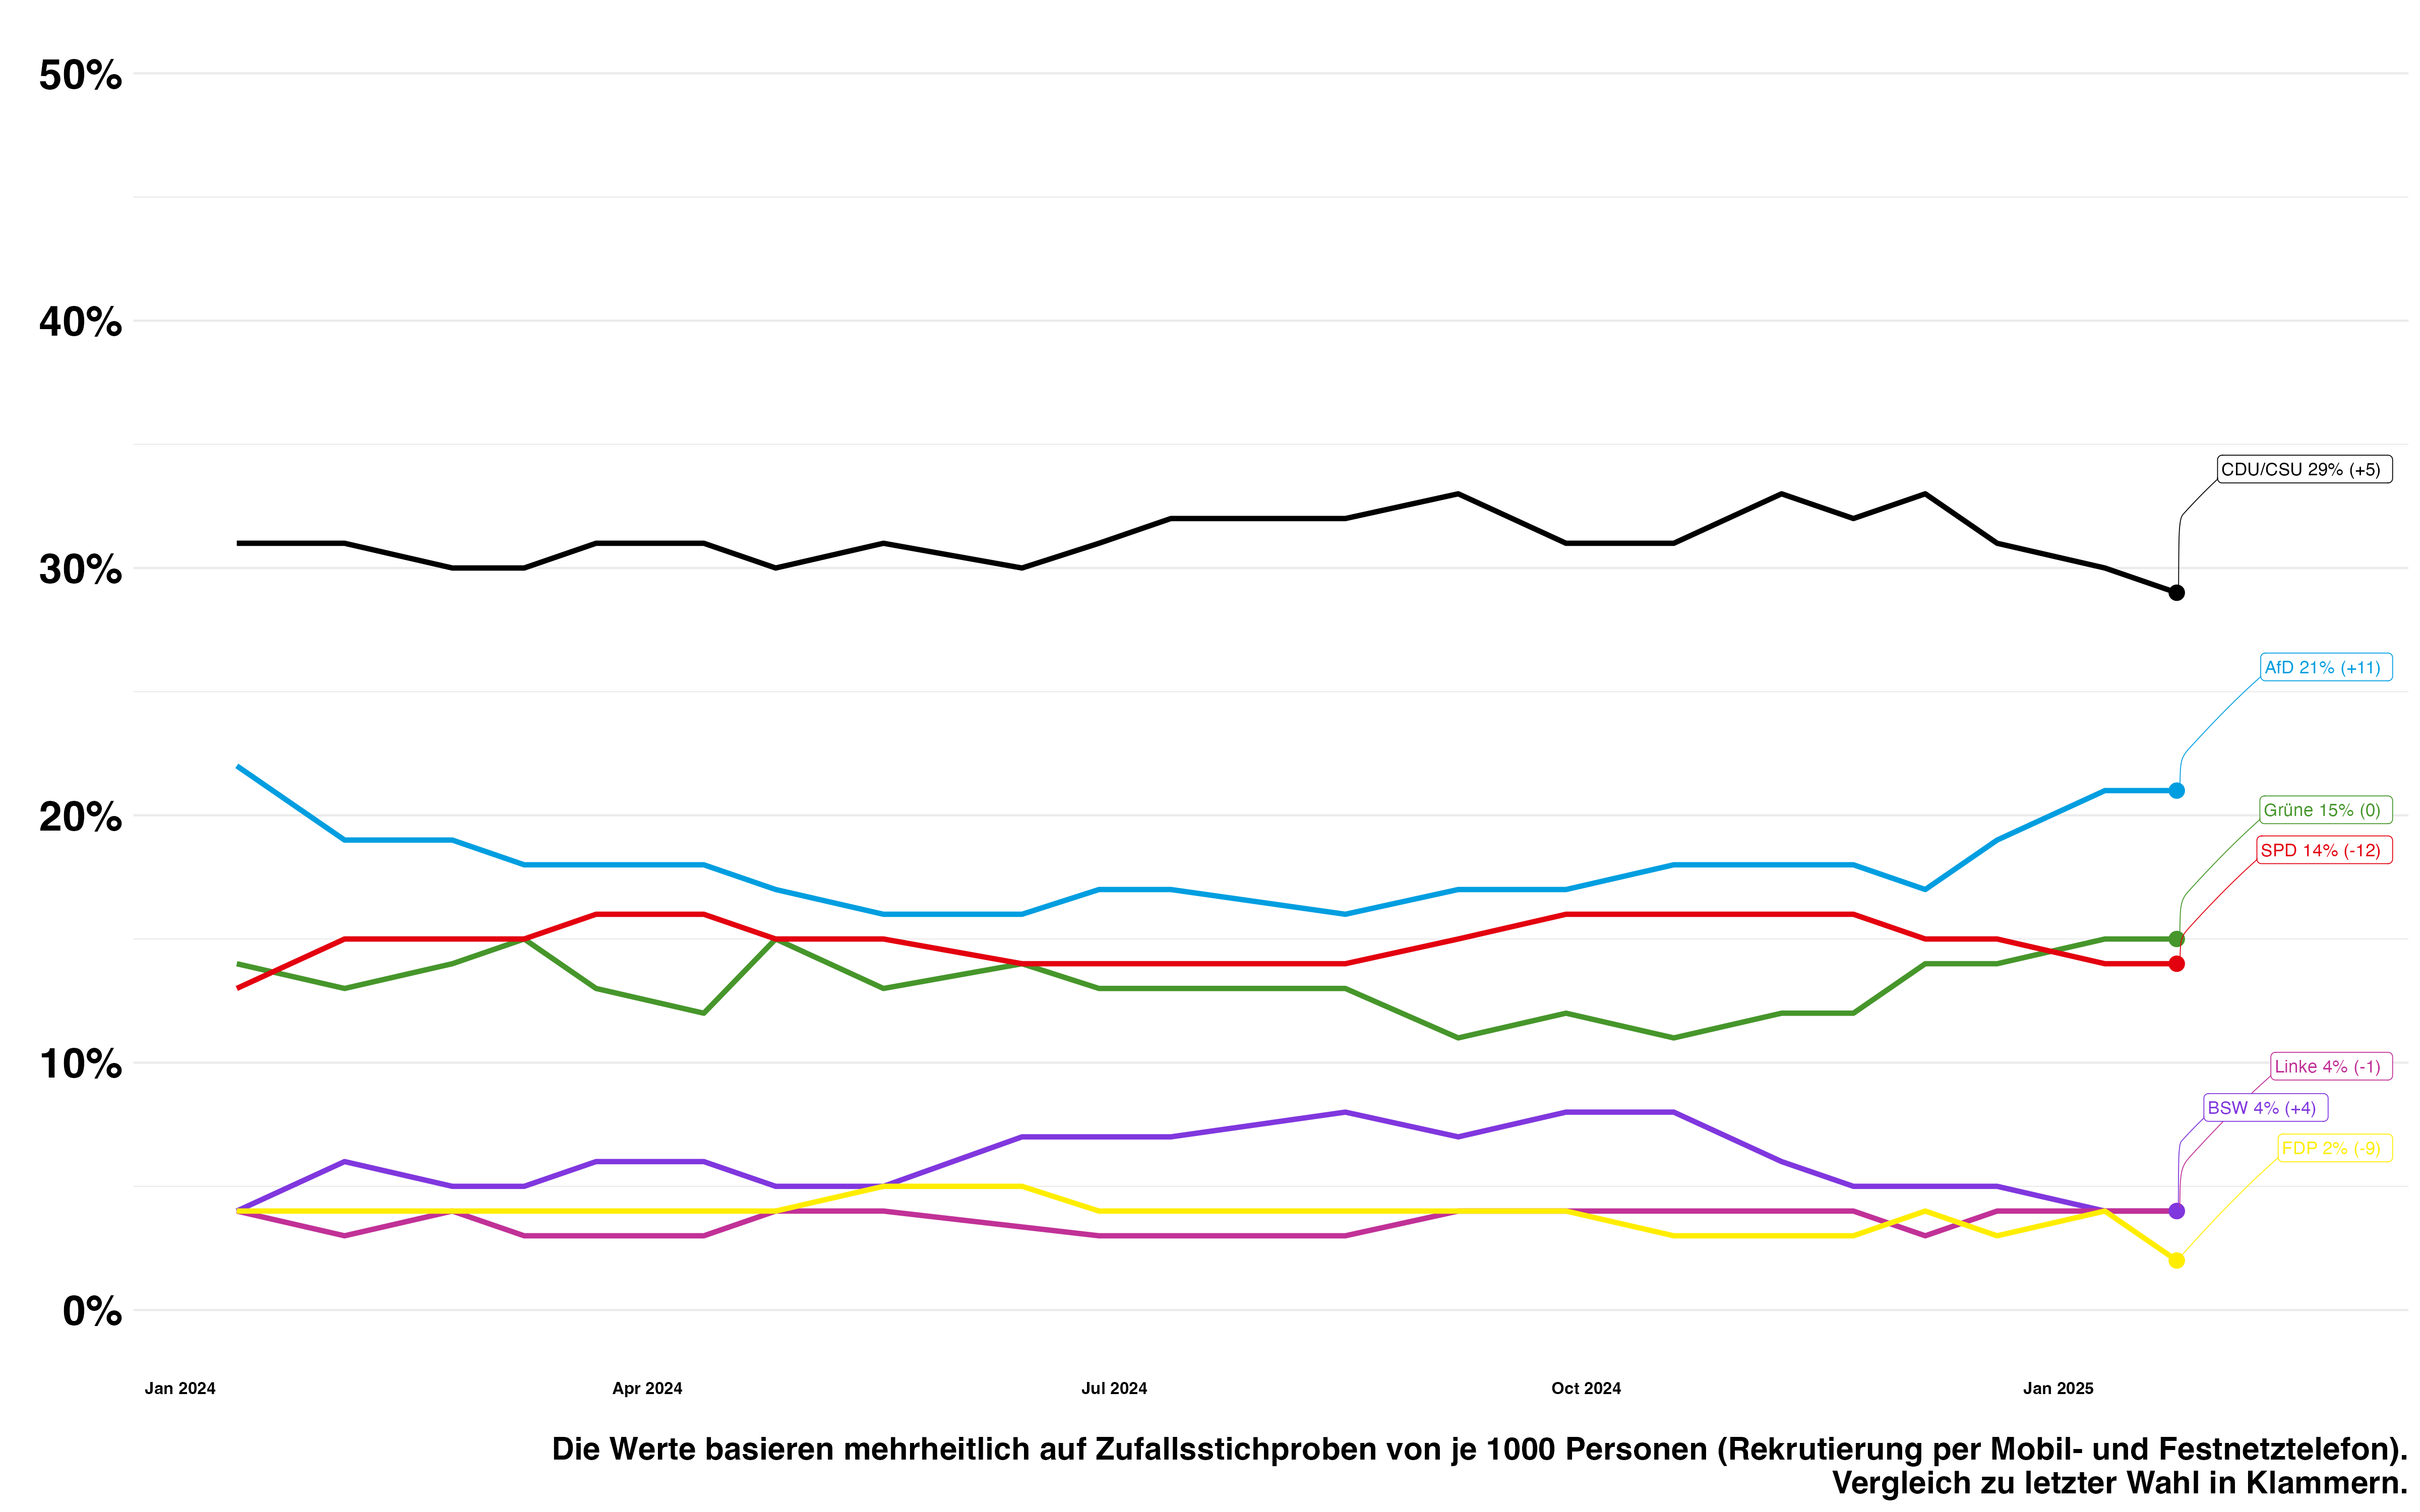 50%
40%
30%
20%
10%
0%
CDU/CSU 29% (+5)
AfD 21% (+11)
Grüne 15% (0)
SPD 14% (-12)
Linke 4% (-1)
BSW 4% (+4)
FDP 2% (-9)
Jan 2024
Apr 2024
Jul 2024
Oct 2024
Jan 2025
Die Werte basieren mehrheitlich auf Zufallsstichproben von je 1000 Personen (Rekrutierung per Mobil- und Festnetztelefon).
Vergleich zu letzter Wahl in Klammern.